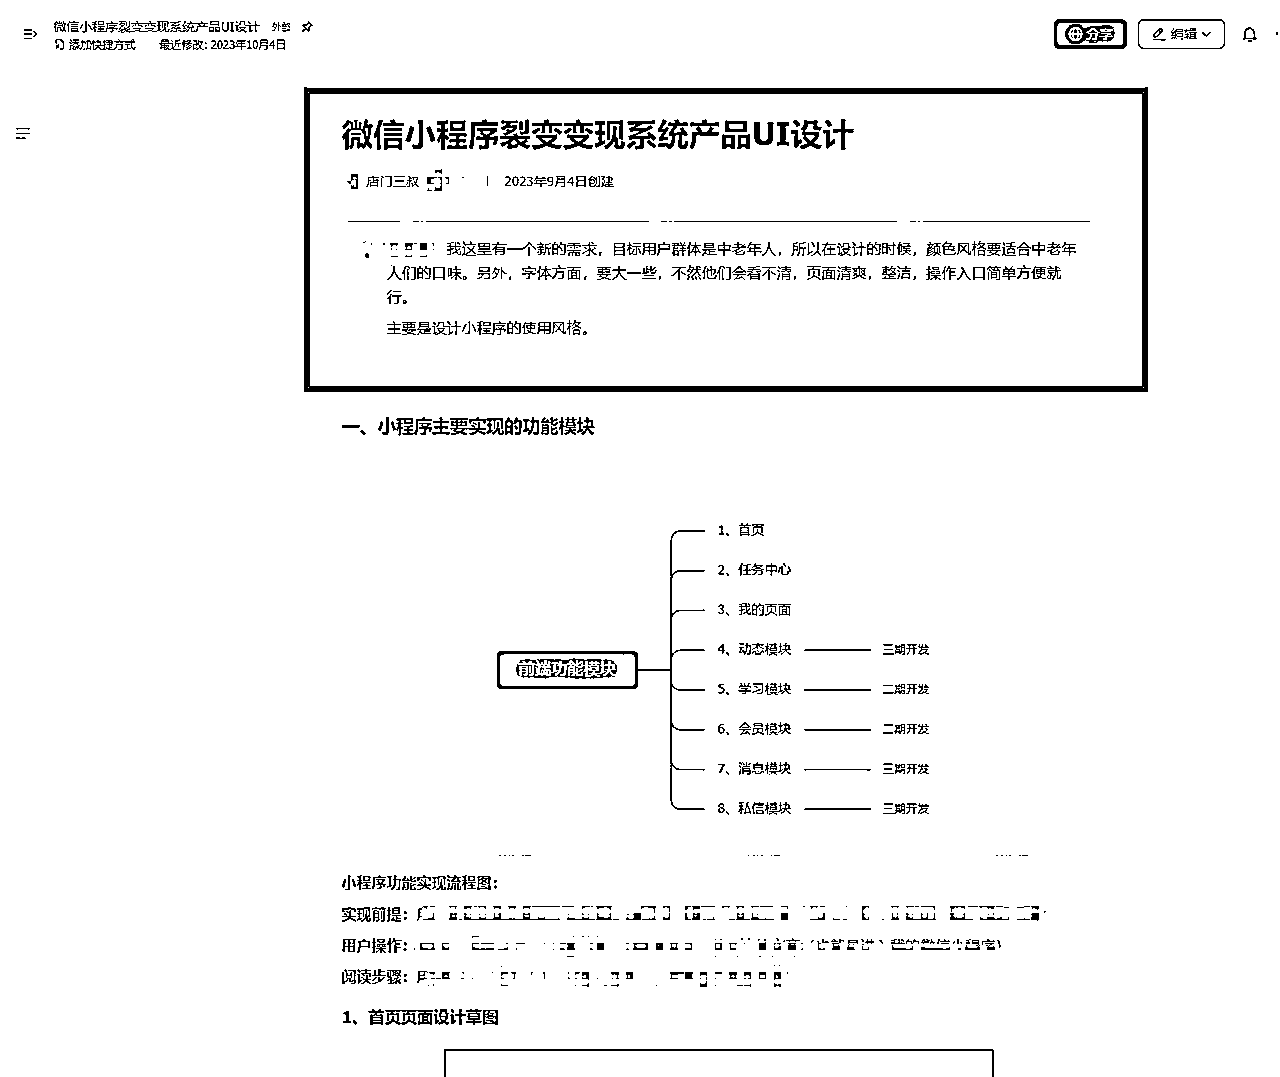 微信小程序裂变变现系统产品UI设计 外部
添加快捷方式 最近修改: 2023年10月4日
分享
编辑
微信小程序裂变变现系统产品UI设计
唐门三叔 | 2023年9月4日创建
我这里有一个新的需求，目标用户群体是中老年人，所以在设计的时候，颜色风格要适合中老年
人们的口味。另外，字体方面，要大一些，不然他们会看不清，页面清爽，整洁，操作入口简单方便就
行。
主要是设计小程序的使用风格。
一、小程序主要实现的功能模块
前端功能模块
1、首页
2、任务中心
3、我的页面
4、动态模块 三期开发
5、学习模块 二期开发
6、会员模块 二期开发
7、消息模块 三期开发
8、私信模块 三期开发
小程序功能实现流程图：
实现前提：
用户操作：
阅读步骤：
1、首页页面设计草图